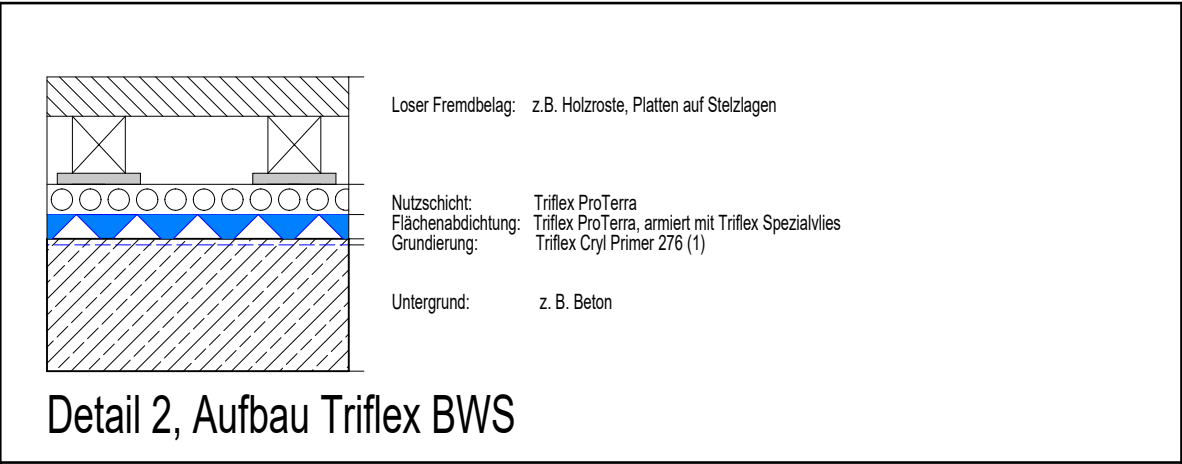 Loser Fremdbelag: z.B. Holzroste, Platten auf Stelzlagen
Nutzschicht: Triflex ProTerra
Flächenabdichtung: Triflex ProTerra, armiert mit Triflex Spezialvlies
Grundierung: Triflex Cryl Primer 276 (1)
Untergrund: z. B. Beton
Detail 2, Aufbau Triflex BWS